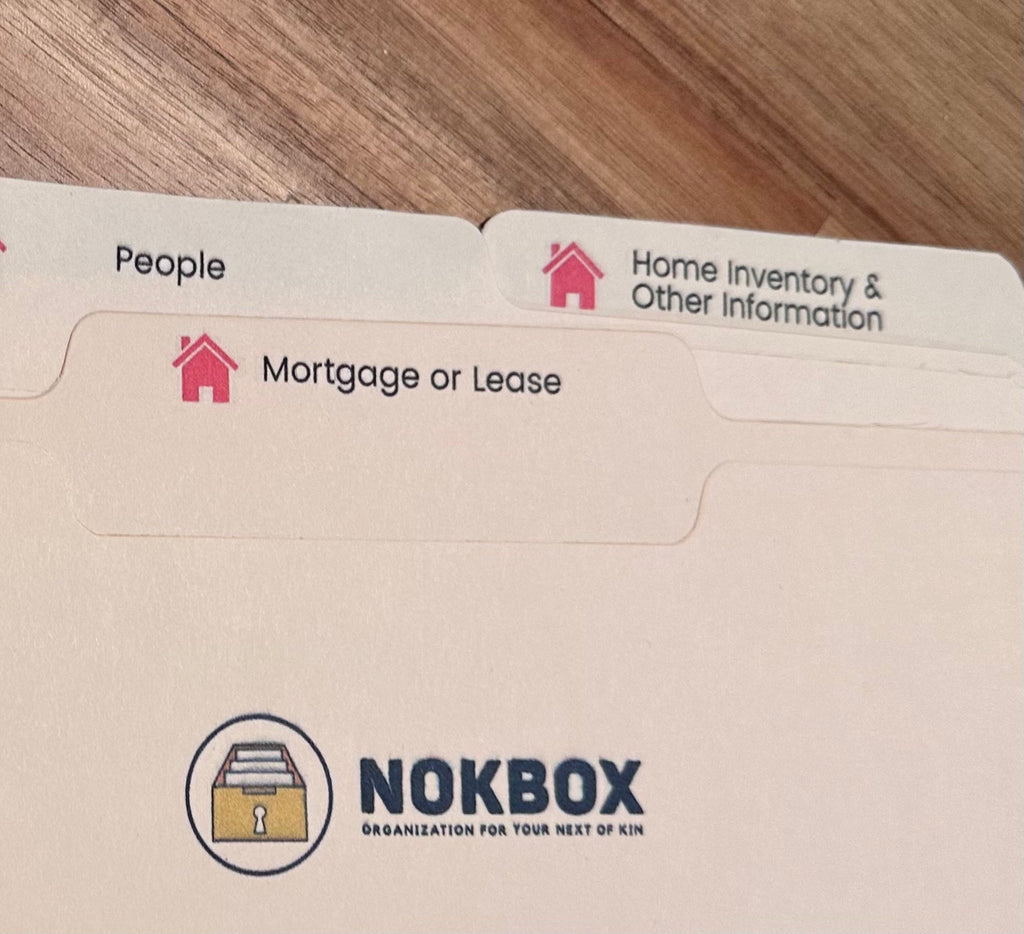 People
Home Inventory &
Other Information
Mortgage or Lease
NOKBOX
ORGANIZATION FOR YOUR NEXT OF KIN